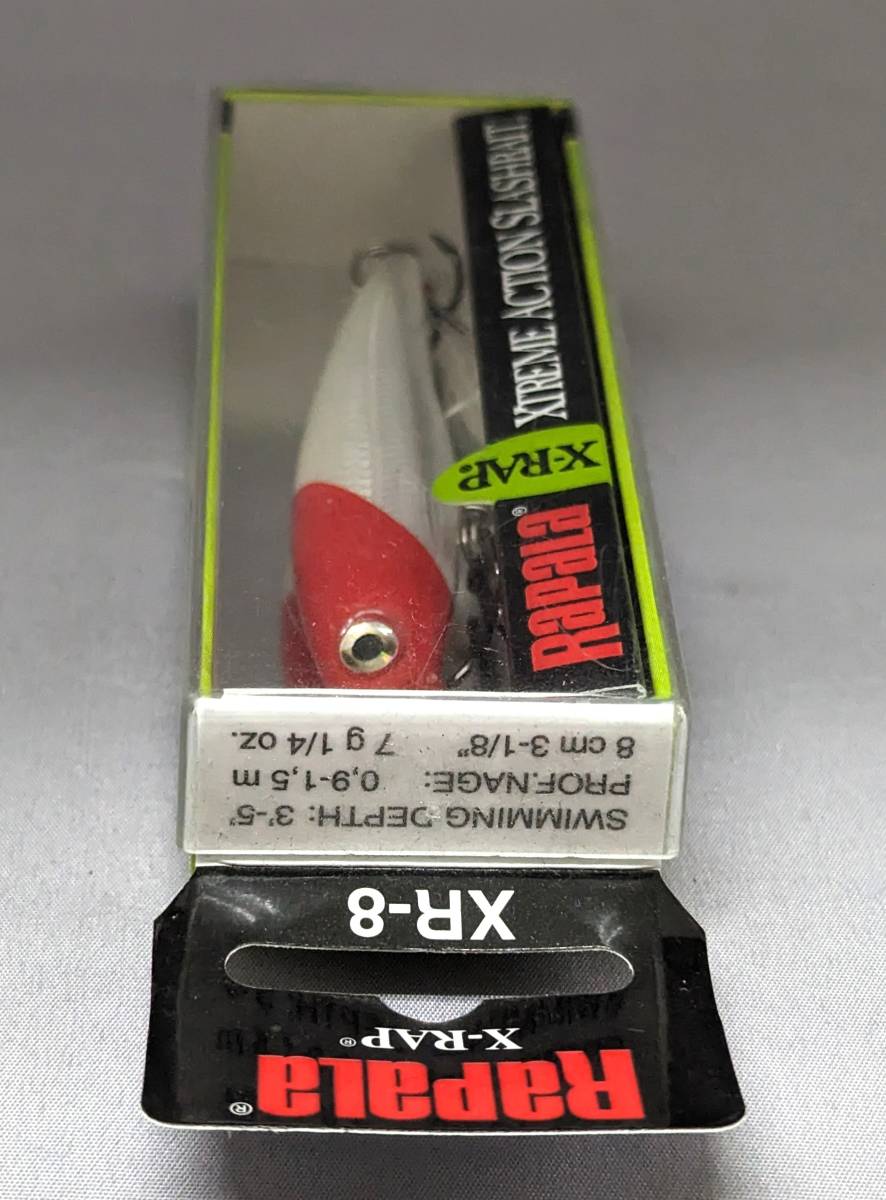 RAPALA®
X-RAP®
XR-8
SWIMMING DEPTH: 3'-5'
PROF.NAGE: 0,9-1,5 m
8 cm 3-1/8" 7 g 1/4 oz.
RAPALA®
X-RAP®
XTREME ACTION SLASHBAIT